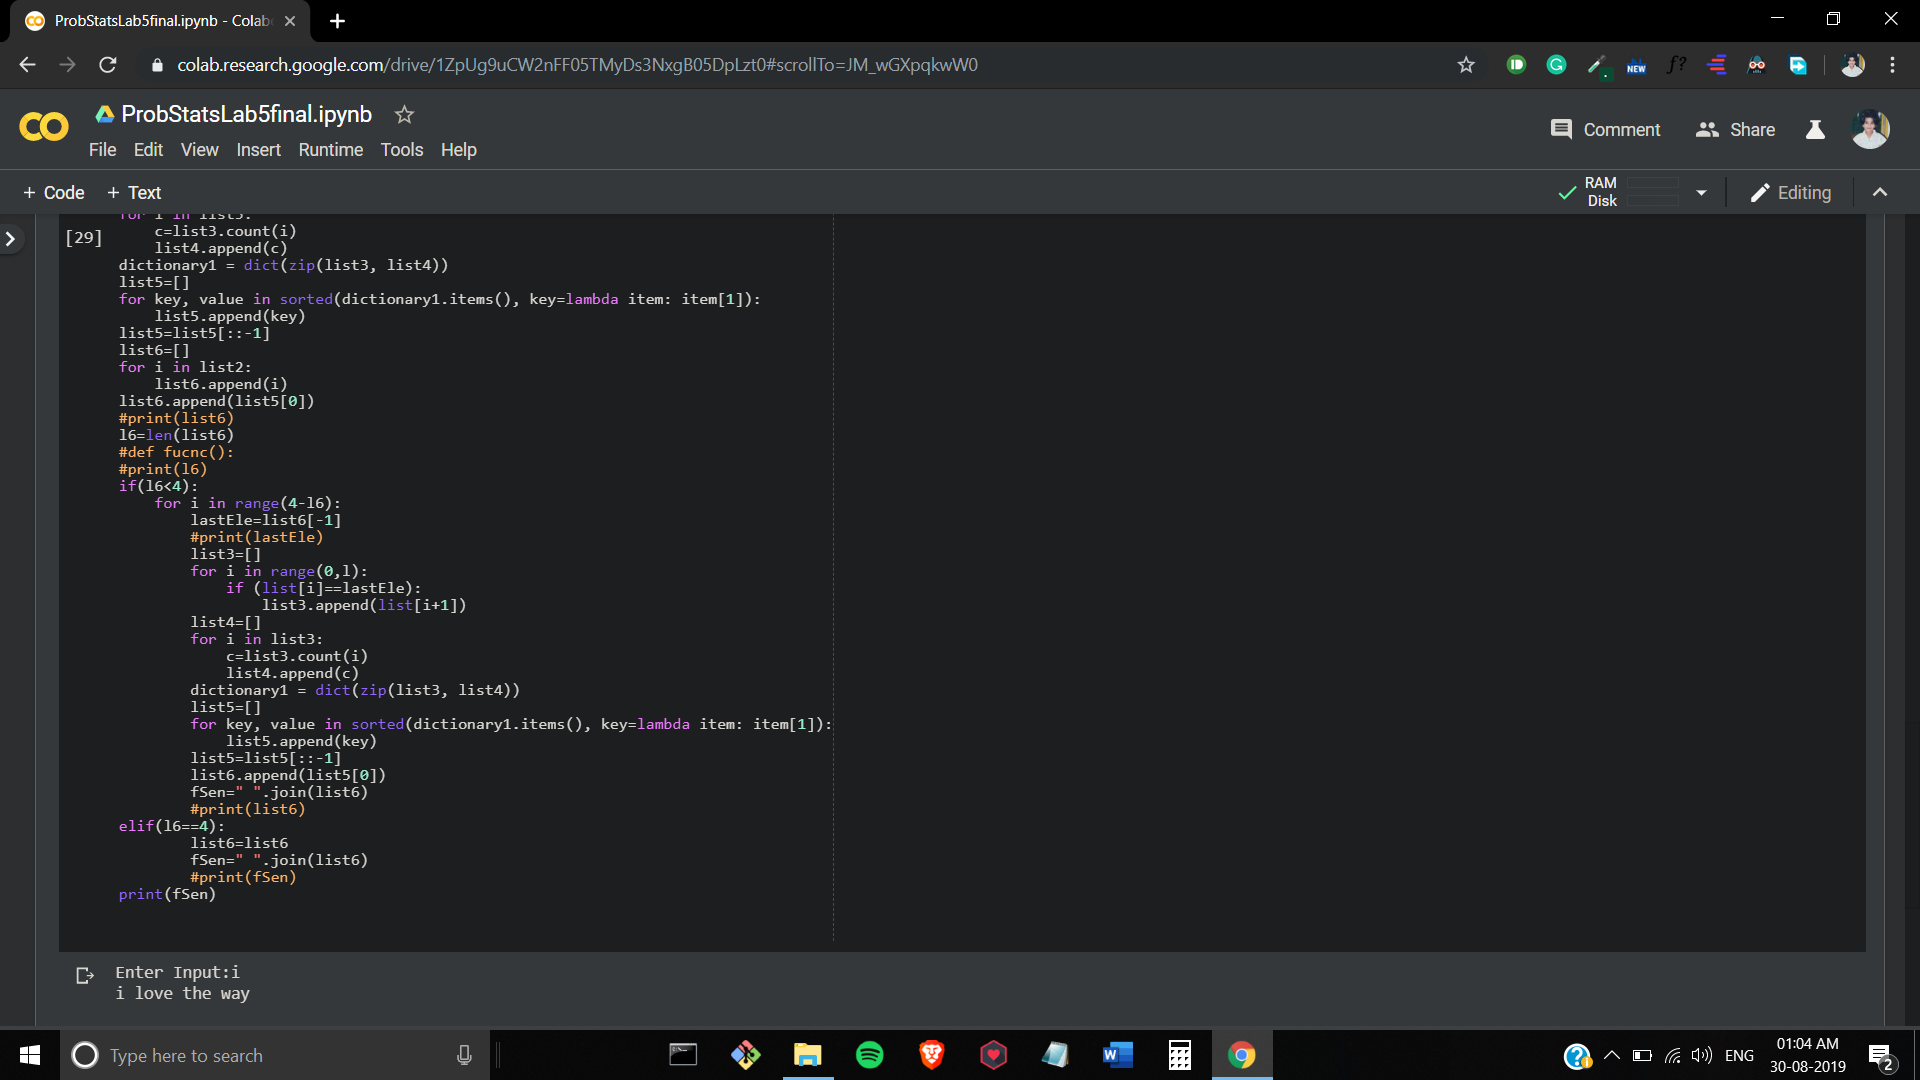 ProbStatsLab5final.ipynb - Colab
colab.research.google.com/drive/1ZpUg9uCW2nFF05TMyDs3NxgB05DpLzt0#scrollTo=JM_wGXpqkwW0
NEW
f?
ProbStatsLab5final.ipynb
Comment
Share
File Edit View Insert Runtime Tools Help
+ Code + Text
RAM
Disk
Editing
for i in list3:
[29]
c=list3.count(i)
list4.append(c)
dictionary1 = dict(zip(list3, list4))
list5=[]
for key, value in sorted(dictionary1.items(), key=lambda item: item[1]):
list5.append(key)
list5=list5[::-1]
list6=[]
for i in list2:
list6.append(i)
list6.append(list5[0])
#print(list6)
l6=len(list6)
#def fucnc():
#print(l6)
if(l6<4):
for i in range(4-l6):
lastEle=list6[-1]
#print(lastEle)
list3=[]
for i in range(0,l):
if (list[i]==lastEle):
list3.append(list[i+1])
list4=[]
for i in list3:
c=list3.count(i)
list4.append(c)
dictionary1 = dict(zip(list3, list4))
list5=[]
for key, value in sorted(dictionary1.items(), key=lambda item: item[1]):
list5.append(key)
list5=list5[::-1]
list6.append(list5[0])
fSen=" ".join(list6)
#print(list6)
elif(l6==4):
list6=list6
fSen=" ".join(list6)
#print(fSen)
print(fSen)
Enter Input:i
i love the way
Type here to search
ENG
01:04 AM
30-08-2019
2